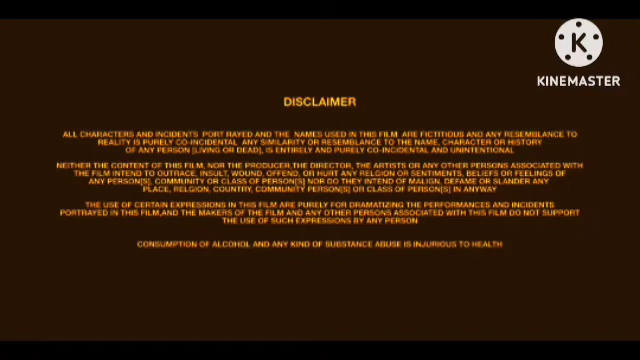 KINEMASTER
DISCLAIMER
ALL CHARACTERS AND INCIDENTS PORT RAYED AND THE NAMES USED IN THIS FILM ARE FICTITIOUS AND ANY RESEMBLANCE TO
REALITY IS PURELY CO-INCIDENTAL ANY SIMILARITY OR RESEMBLANCE TO THE NAME, CHARACTER OR HISTORY
OF ANY PERSON [LIVING OR DEAD], IS ENTIRELY AND PURELY CO-INCIDENTAL AND UNINTENTIONAL
NEITHER THE CONTENT OF THIS FILM, NOR THE PRODUCER,THE DIRECTOR, THE ARTISTS OR ANY OTHER PERSONS ASSOCIATED WITH
THE FILM INTEND TO OUTRACE, INSULT, WOUND, OFFEND, OR HURT ANY RELGION OR SENTIMENTS, BELIEFS OR FEELINGS OF
ANY PERSON[S], COMMUNITY OR CLASS OF PERSON[S] NOR DO THEY INTEND OF MALIGN, DEFAME OR SLANDER ANY
PLACE, RELGION, COUNTRY, COMMUNITY PERSON[S] OR CLASS OF PERSON[S] IN ANYWAY
THE USE OF CERTAIN EXPRESSIONS IN THIS FILM ARE PURELY FOR DRAMATIZING THE PERFORMANCES AND INCIDENTS
PORTRAYED IN THIS FILM,AND THE MAKERS OF THE FILM AND ANY OTHER PERSONS ASSOCIATED WITH THIS FILM DO NOT SUPPORT
THE USE OF SUCH EXPRESSIONS BY ANY PERSON
CONSUMPTION OF ALCOHOL AND ANY KIND OF SUBSTANCE ABUSE IS INJURIOUS TO HEALTH